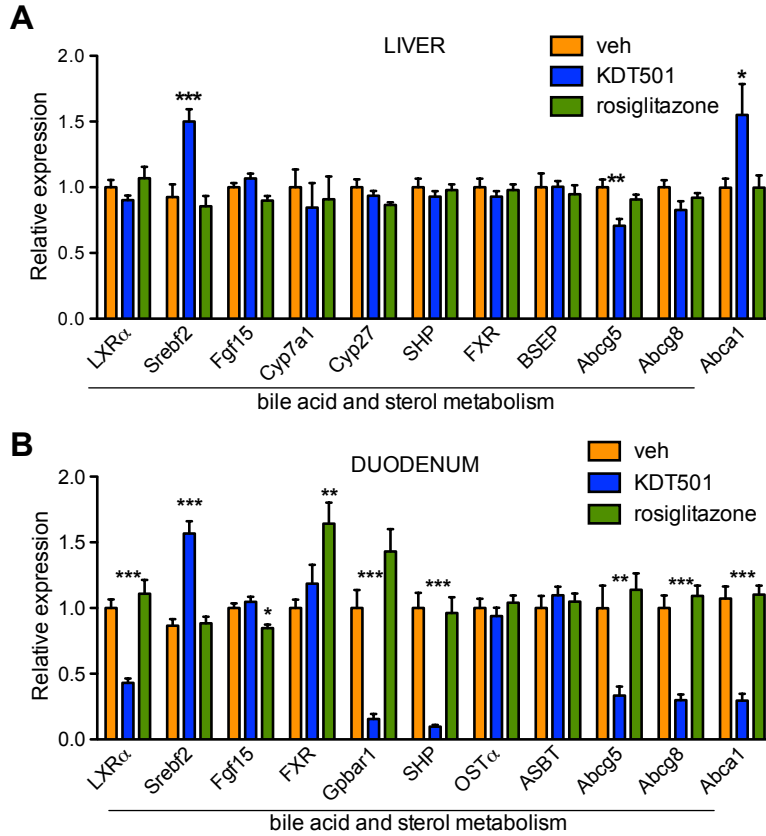 A
LIVER
veh
KDT501
rosiglitazone
Relative expression
2.0
1.5
1.0
0.5
0.0
***
**
*
LXRα
Srebf2
Fgf15
Cyp7a1
Cyp27
SHP
FXR
BSEP
Abcg5
Abcg8
Abca1
bile acid and sterol metabolism
B
DUODENUM
veh
KDT501
rosiglitazone
Relative expression
2.0
1.5
1.0
0.5
0.0
***
***
*
**
***
***
**
***
***
LXRα
Srebf2
Fgf15
FXR
Gpbar1
SHP
OSTα
ASBT
Abcg5
Abcg8
Abca1
bile acid and sterol metabolism